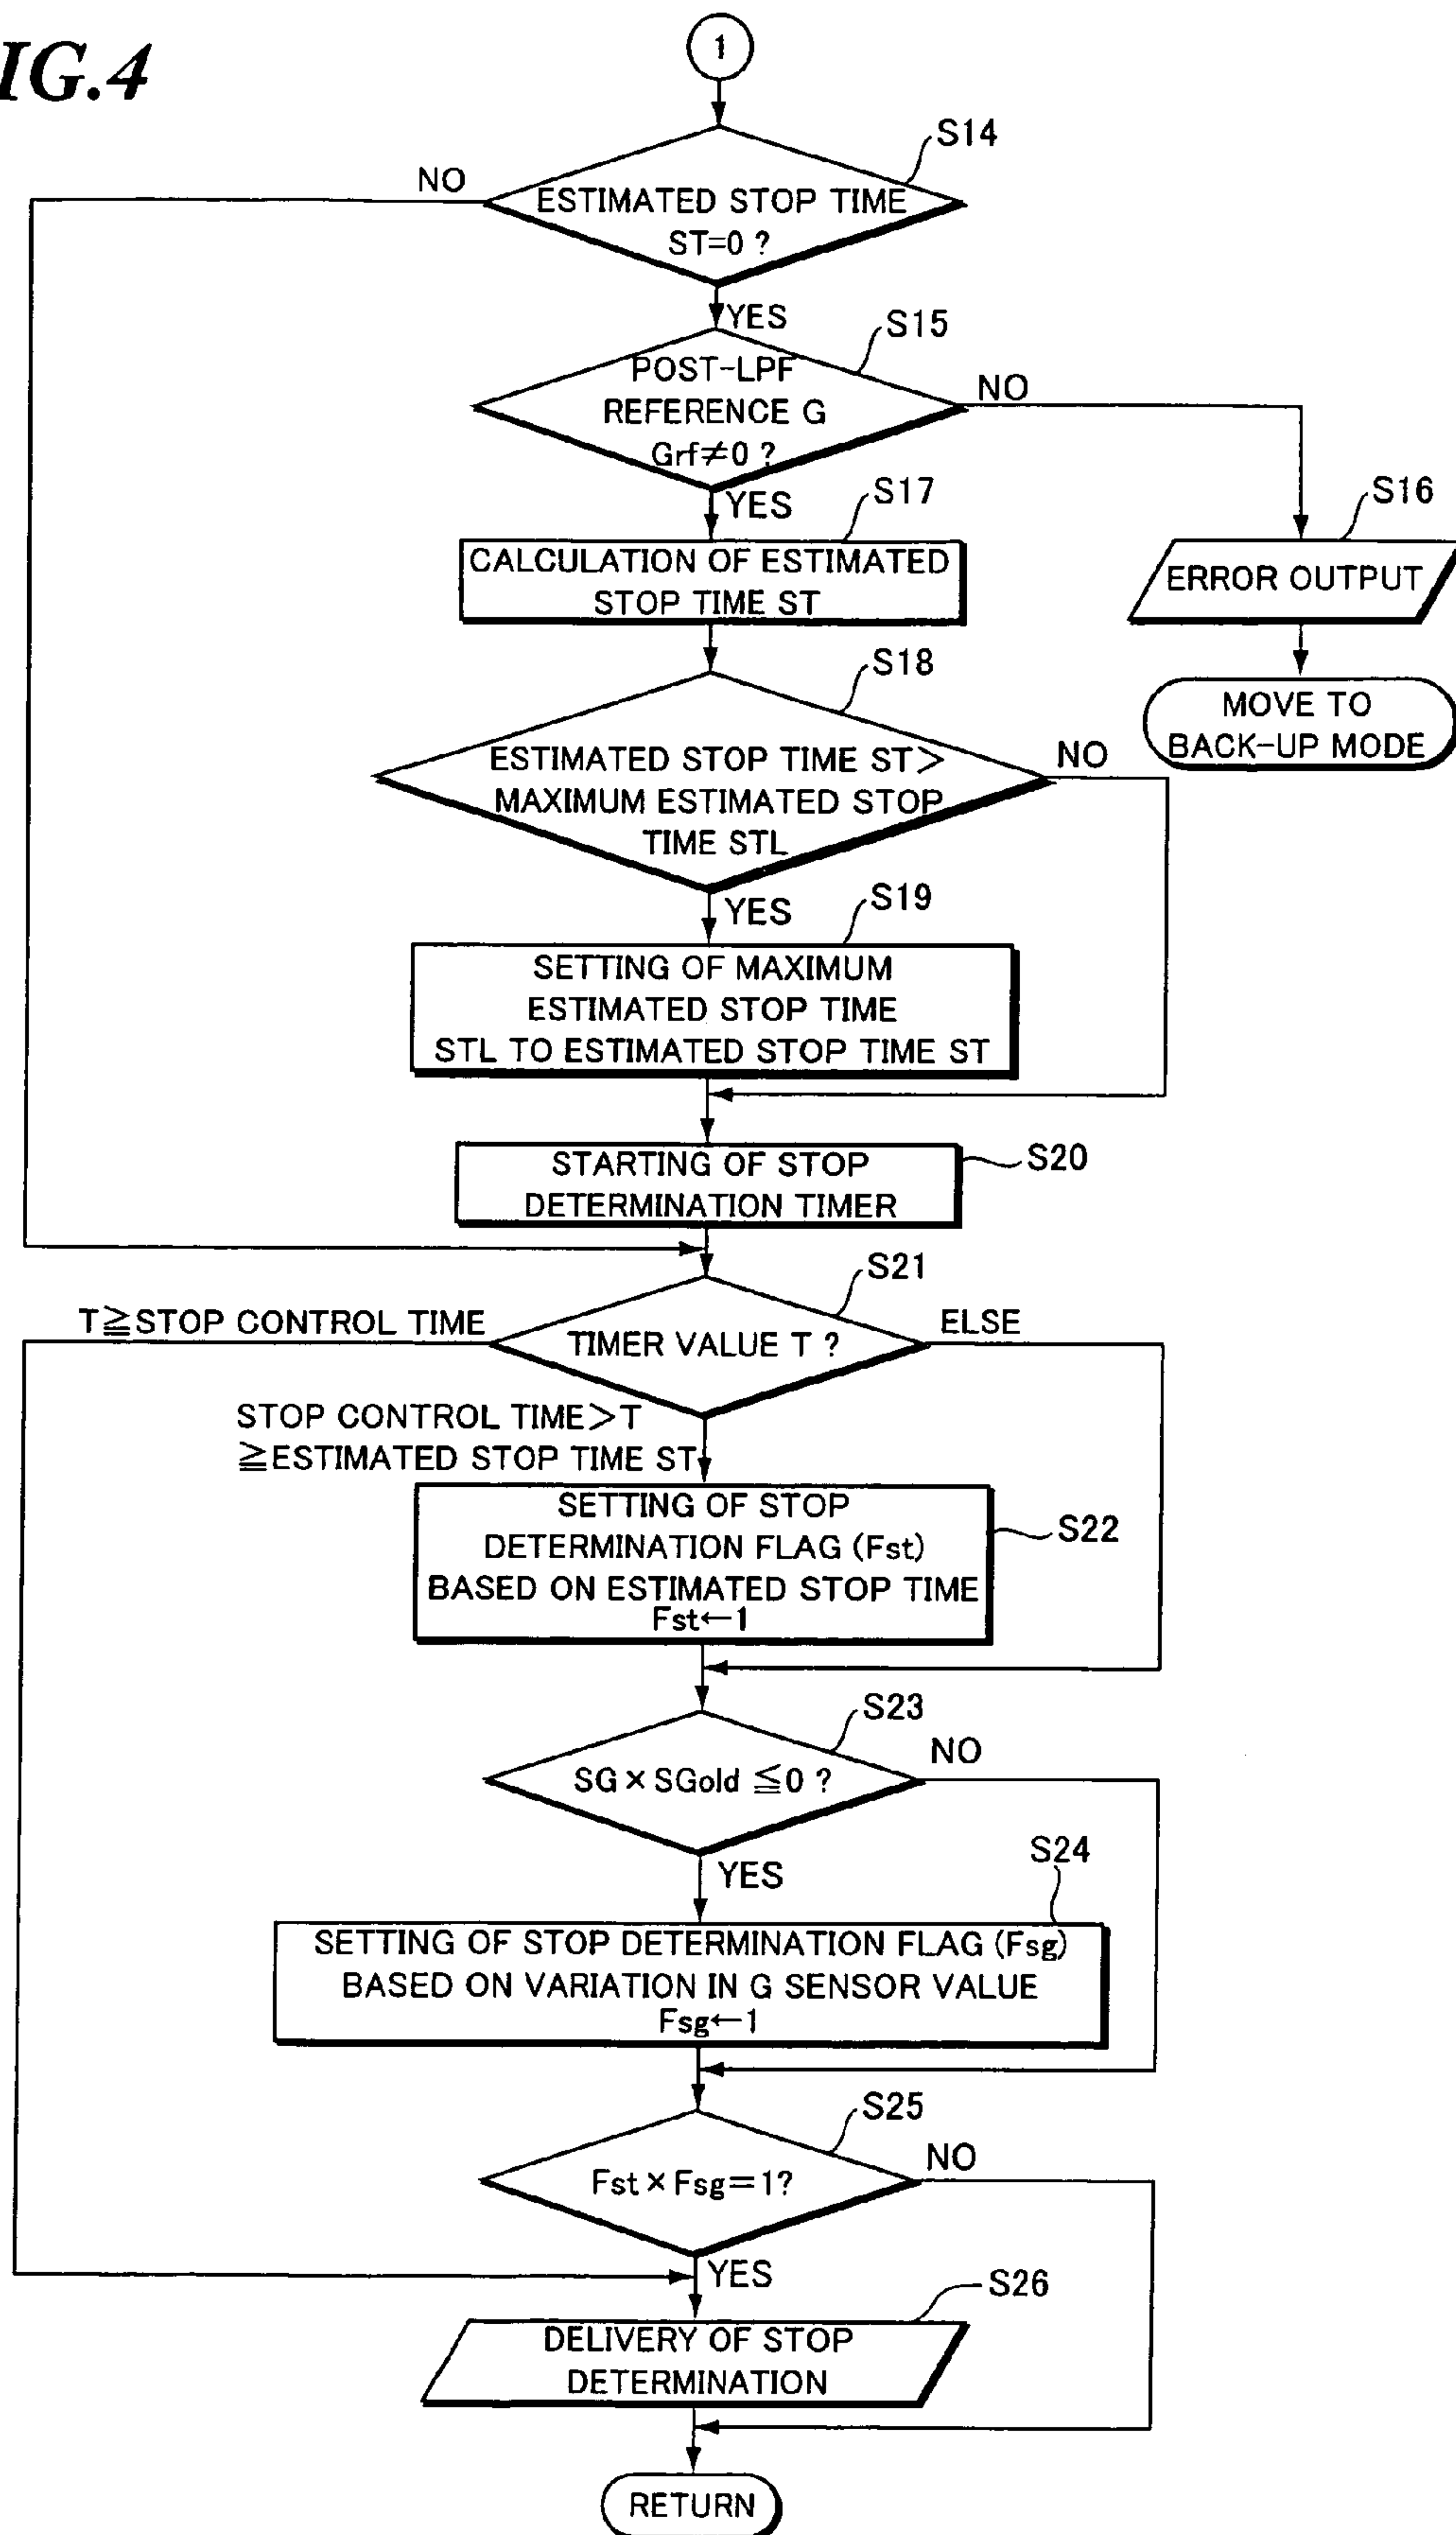 IG.4
1
S14
NO
ESTIMATED STOP TIME
ST=0 ?
YES
S15
POST-LPF
REFERENCE G
Grf≠0 ?
NO
YES
S17
S16
CALCULATION OF ESTIMATED
STOP TIME ST
ERROR OUTPUT
S18
MOVE TO
BACK-UP MODE
ESTIMATED STOP TIME ST>
MAXIMUM ESTIMATED STOP
TIME STL
NO
YES
S19
SETTING OF MAXIMUM
ESTIMATED STOP TIME
STL TO ESTIMATED STOP TIME ST
STARTING OF STOP
DETERMINATION TIMER
S20
S21
T≧STOP CONTROL TIME
TIMER VALUE T ?
ELSE
STOP CONTROL TIME>T
≧ESTIMATED STOP TIME ST
SETTING OF STOP
DETERMINATION FLAG (Fst)
BASED ON ESTIMATED STOP TIME
Fst←1
S22
S23
SG×SGold ≦0 ?
NO
YES
S24
SETTING OF STOP DETERMINATION FLAG (Fsg)
BASED ON VARIATION IN G SENSOR VALUE
Fsg←1
S25
Fst×Fsg=1?
NO
YES
S26
DELIVERY OF STOP
DETERMINATION
RETURN